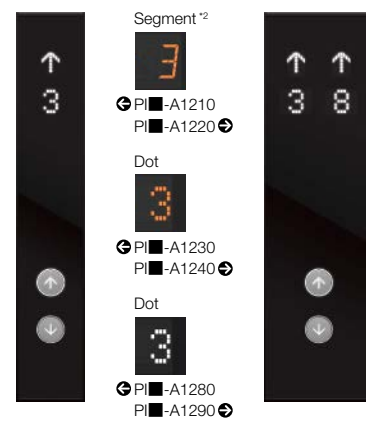 ↑
3
Segment *2
3
←PI■-A1210
PI■-A1220→
Dot
3
←PI■-A1230
PI■-A1240→
Dot
3
←PI■-A1280
PI■-A1290→
↑ ↑
3 8